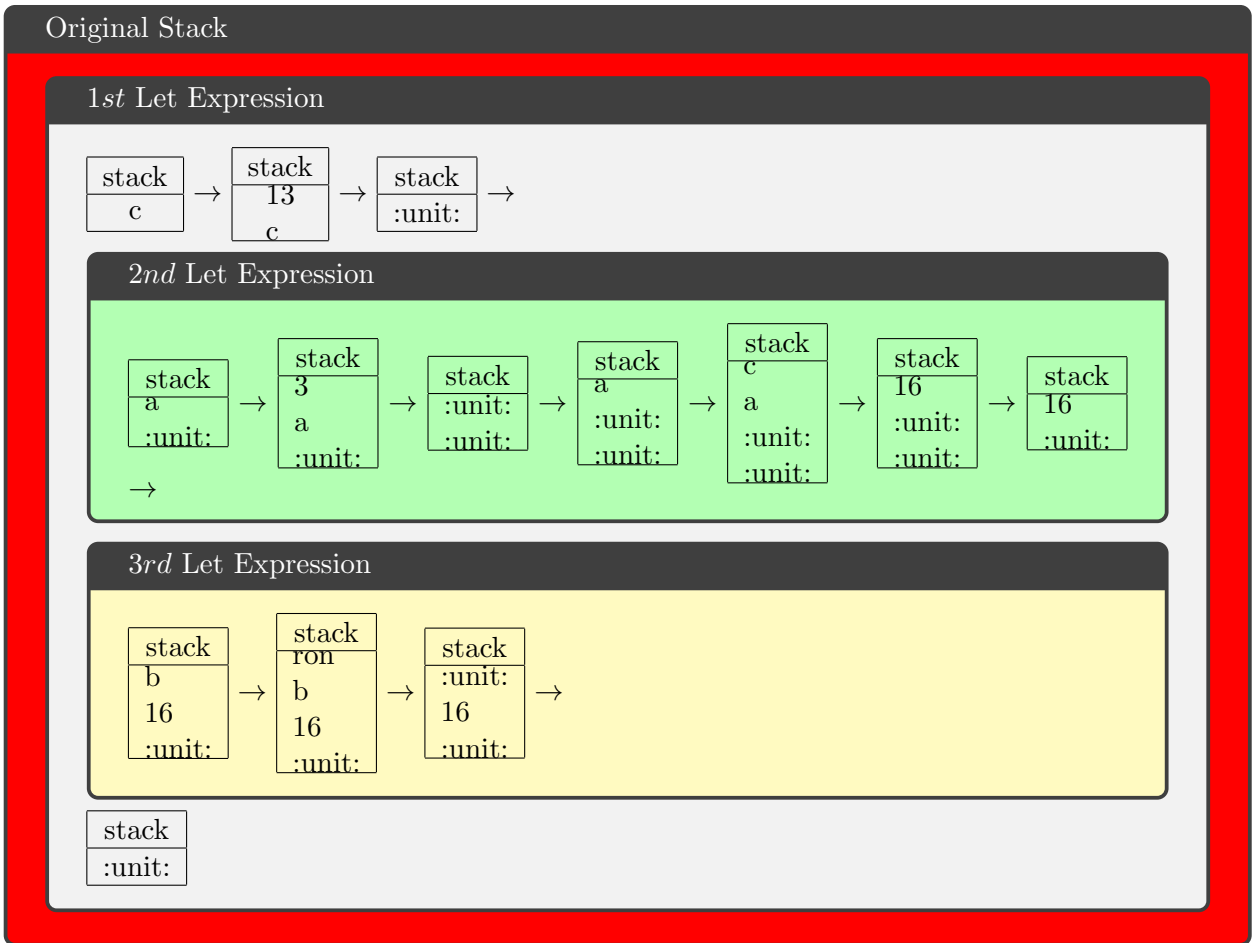 Original Stack
1st Let Expression
stack → stack → stack →
c 13 :unit:
c
2nd Let Expression
stack → stack → stack → stack → stack → stack → stack
a 3 :unit: a c 16 16
:unit: a :unit: :unit: a :unit: :unit:
:unit: :unit: :unit: :unit:
:unit:
→
3rd Let Expression
stack → stack → stack →
b ron :unit:
16 b 16
:unit: 16 :unit:
:unit:
stack
:unit: